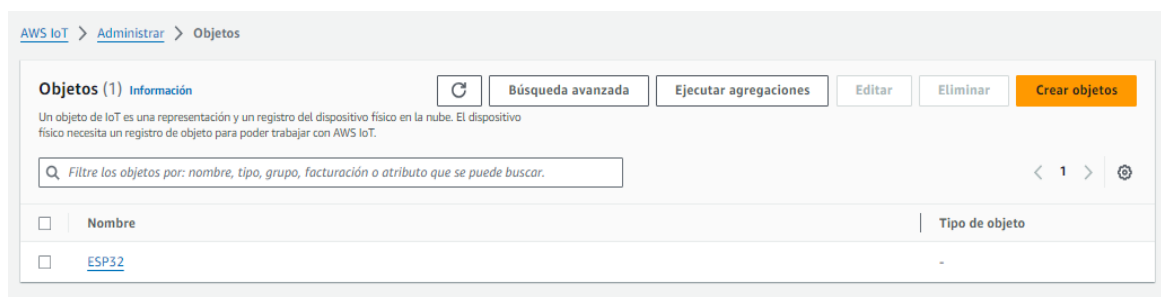 AWS IoT > Administrar > Objetos
Objetos (1) Información
Búsqueda avanzada
Ejecutar agregaciones
Editar
Eliminar
Crear objetos
Un objeto de IoT es una representación y un registro del dispositivo físico en la nube. El dispositivo
físico necesita un registro de objeto para poder trabajar con AWS IoT.
Filtre los objetos por: nombre, tipo, grupo, facturación o atributo que se puede buscar.
< 1 >
Nombre
Tipo de objeto
ESP32
-